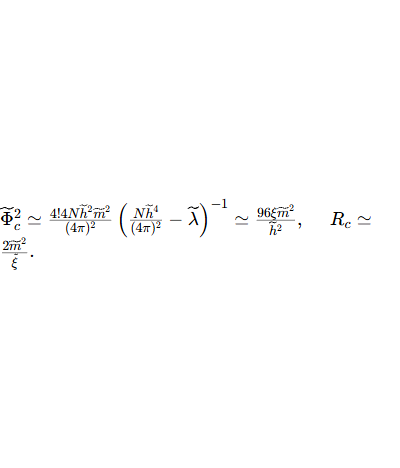 $\widetilde{\Phi}_c^2 \simeq \frac{4!4N\widetilde{h}^2\widetilde{m}^2}{(4\pi)^2} \left( \frac{N\widetilde{h}^4}{(4\pi)^2} - \widetilde{\lambda} \right)^{-1} \simeq \frac{96\xi\widetilde{m}^2}{\widetilde{h}^2}, \quad R_c \simeq$
$\frac{2\widetilde{m}^2}{\xi}.$